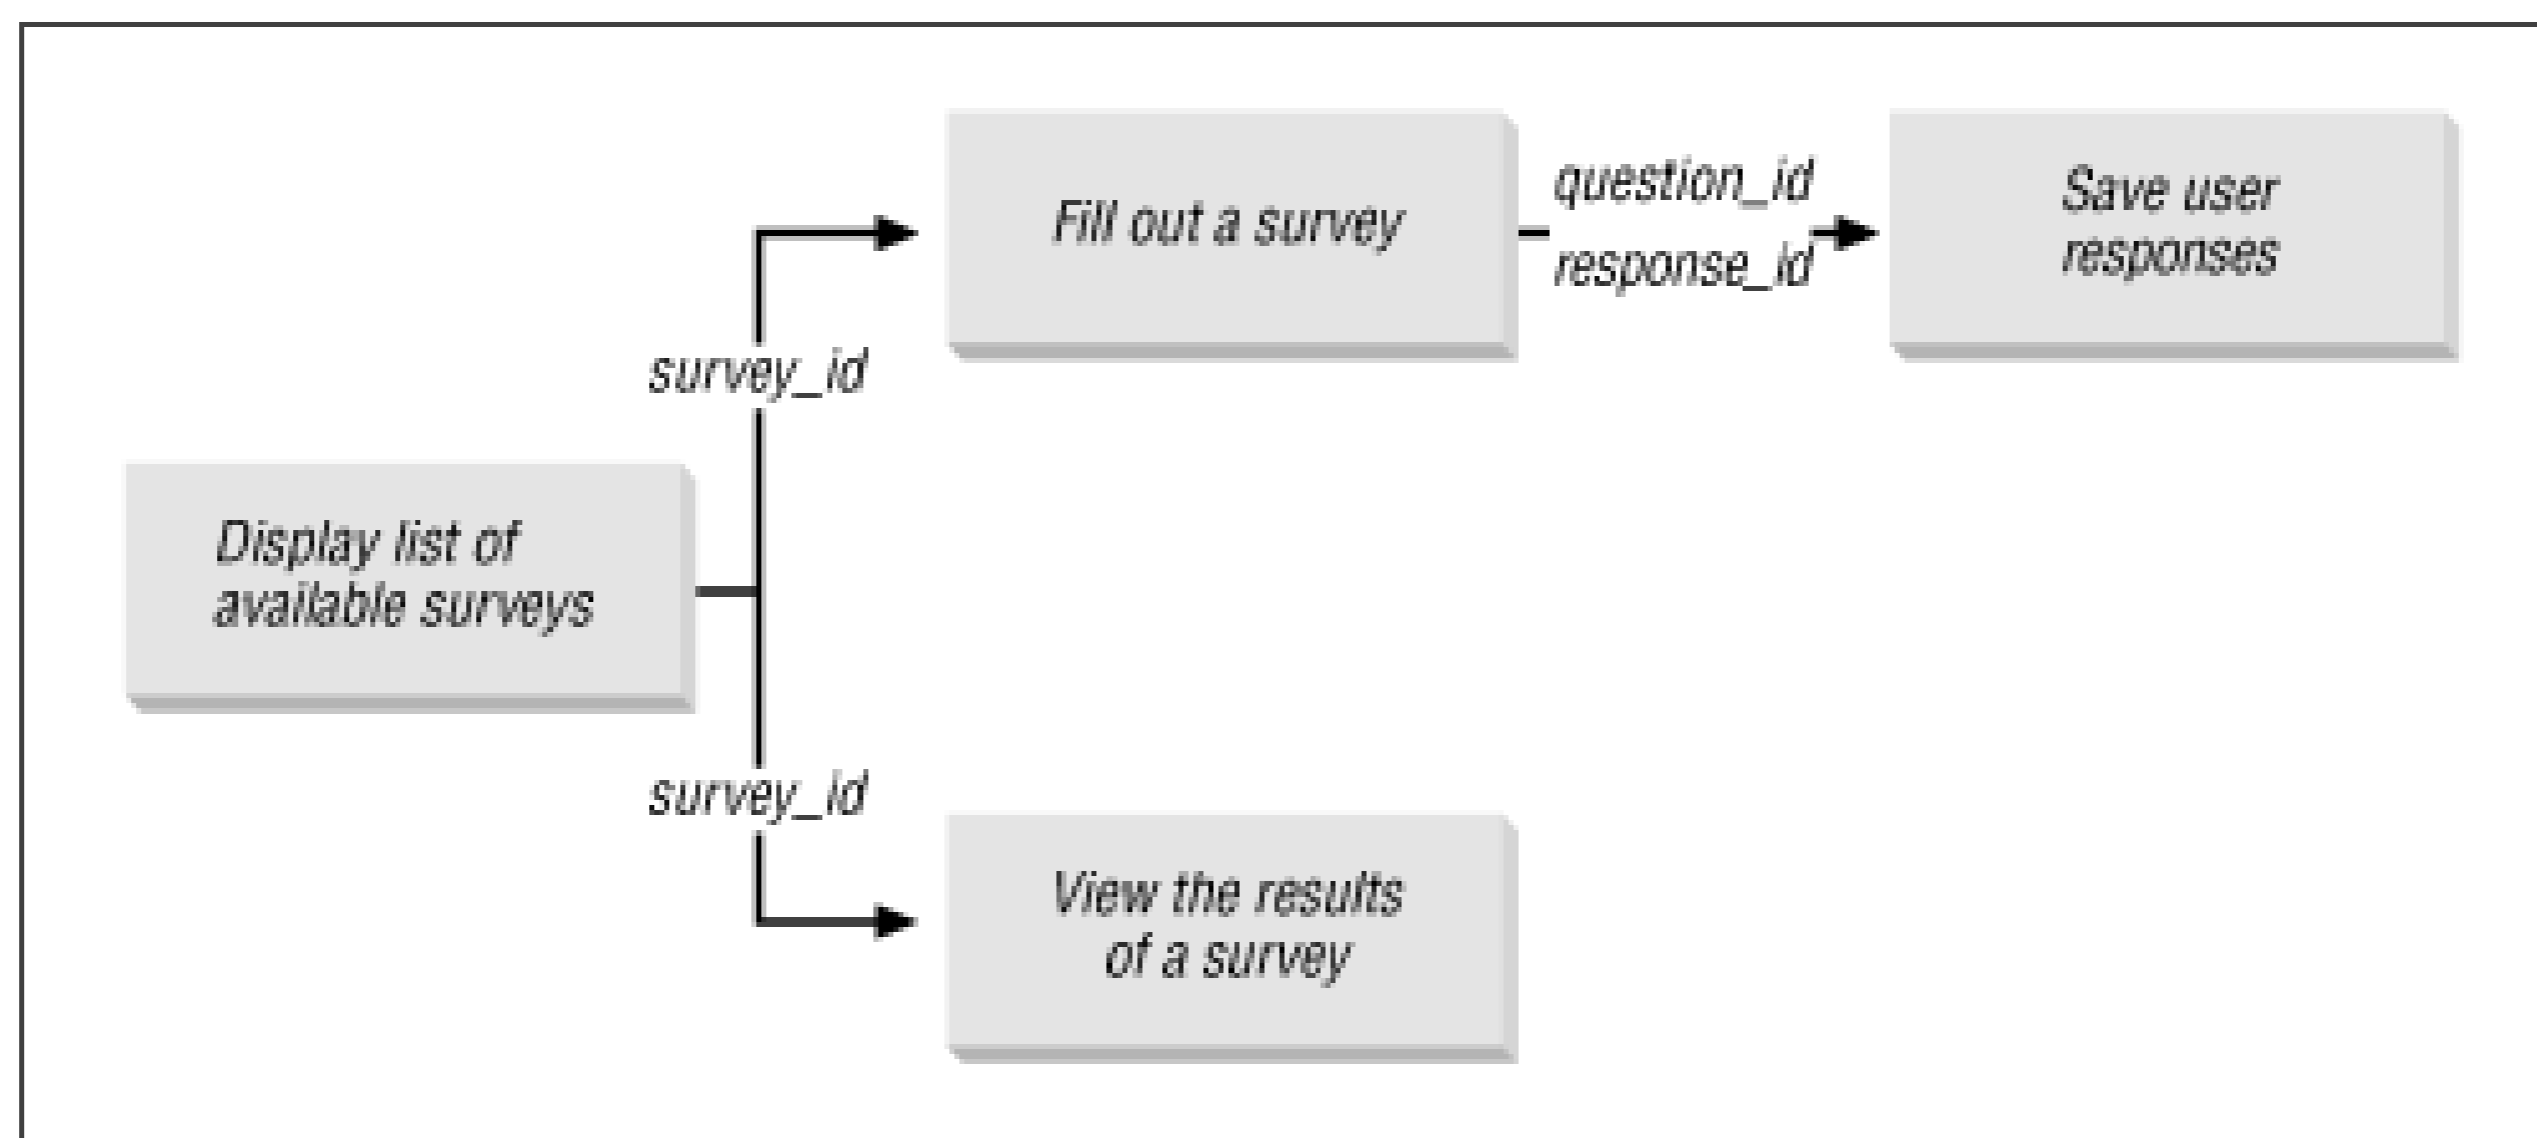 Fill out a survey
question_id
response_id
Save user
responses
survey_id
Display list of
available surveys
survey_id
View the results
of a survey